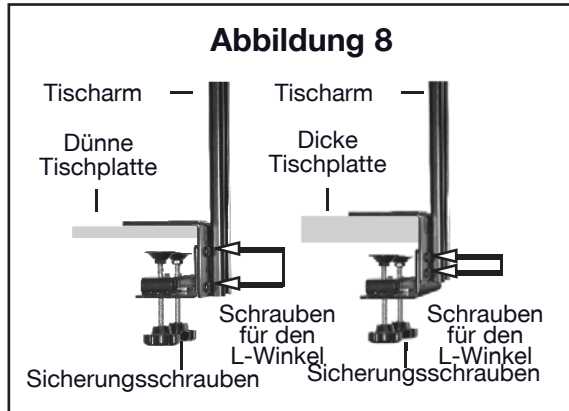 Abbildung 8
Tischarm
Tischarm
Dünne
Tischplatte
Dicke
Tischplatte
Schrauben
für den
L-Winkel
Schrauben
für den
L-Winkel
Sicherungsschrauben
Sicherungsschrauben